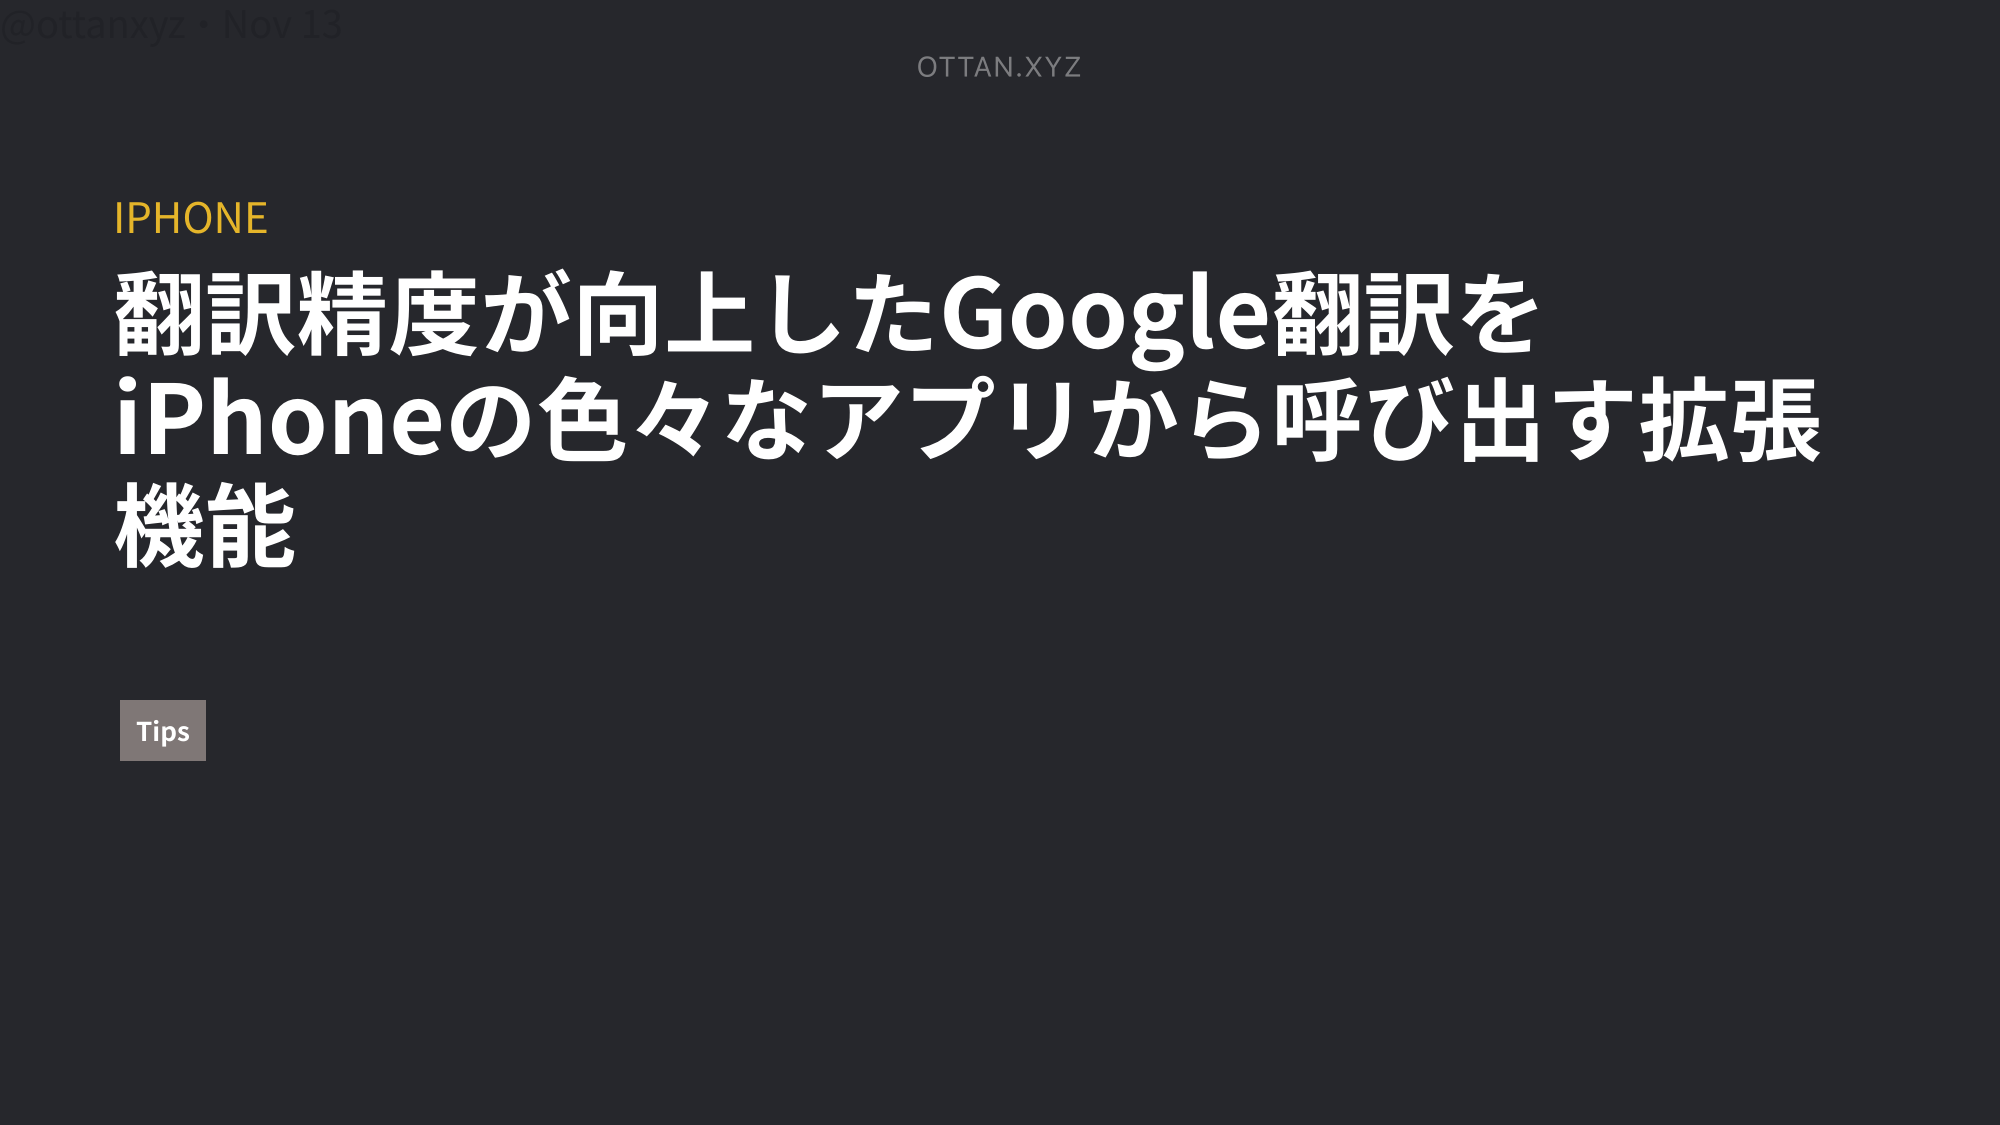 @ottanxyz・Nov 13
OTTAN.XYZ
IPHONE
翻訳精度が向上したGoogle翻訳を
iPhoneの色々なアプリから呼び出す拡張
機能
Tips